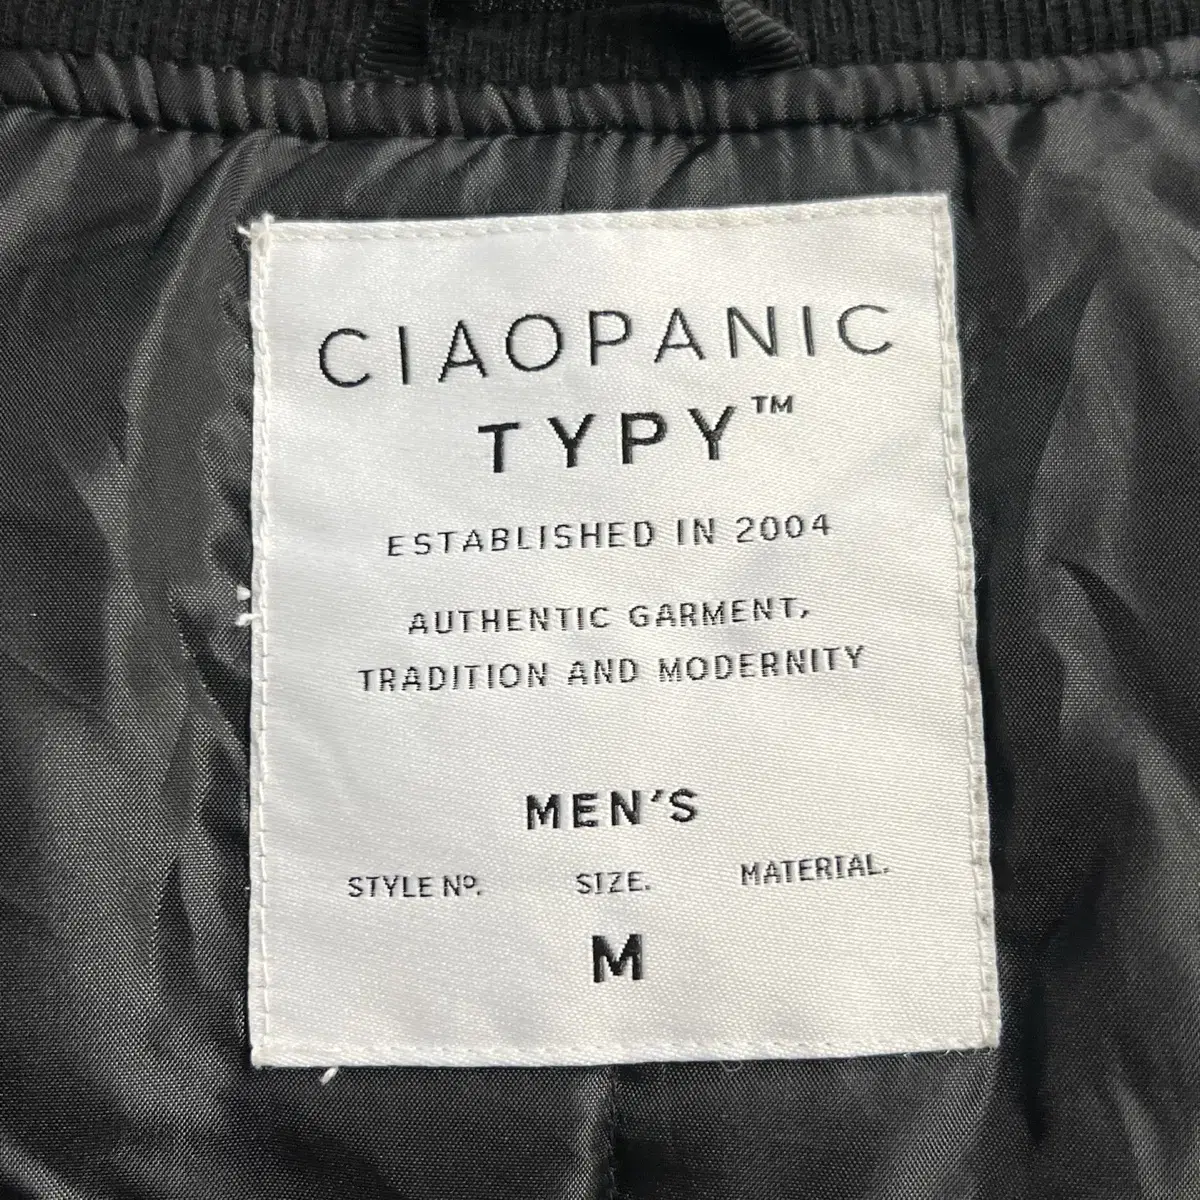 CIAOPANIC
TYPY™
ESTABLISHED IN 2004
AUTHENTIC GARMENT,
TRADITION AND MODERNITY
MEN'S
STYLE Nº. SIZE. MATERIAL.
M